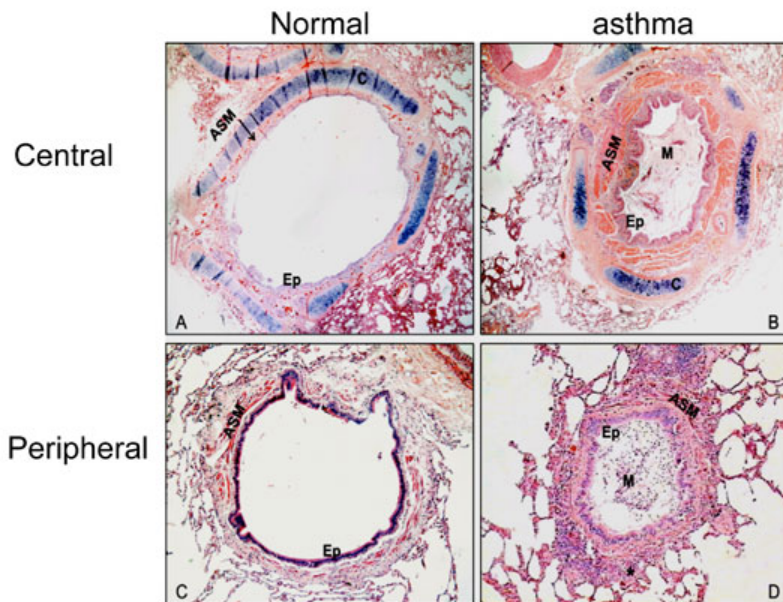 Normal asthma
Central
ASM C
Ep
A
ASM M
Ep
C
B
Peripheral
ASM
Ep
C
ASM
Ep
M
*
D